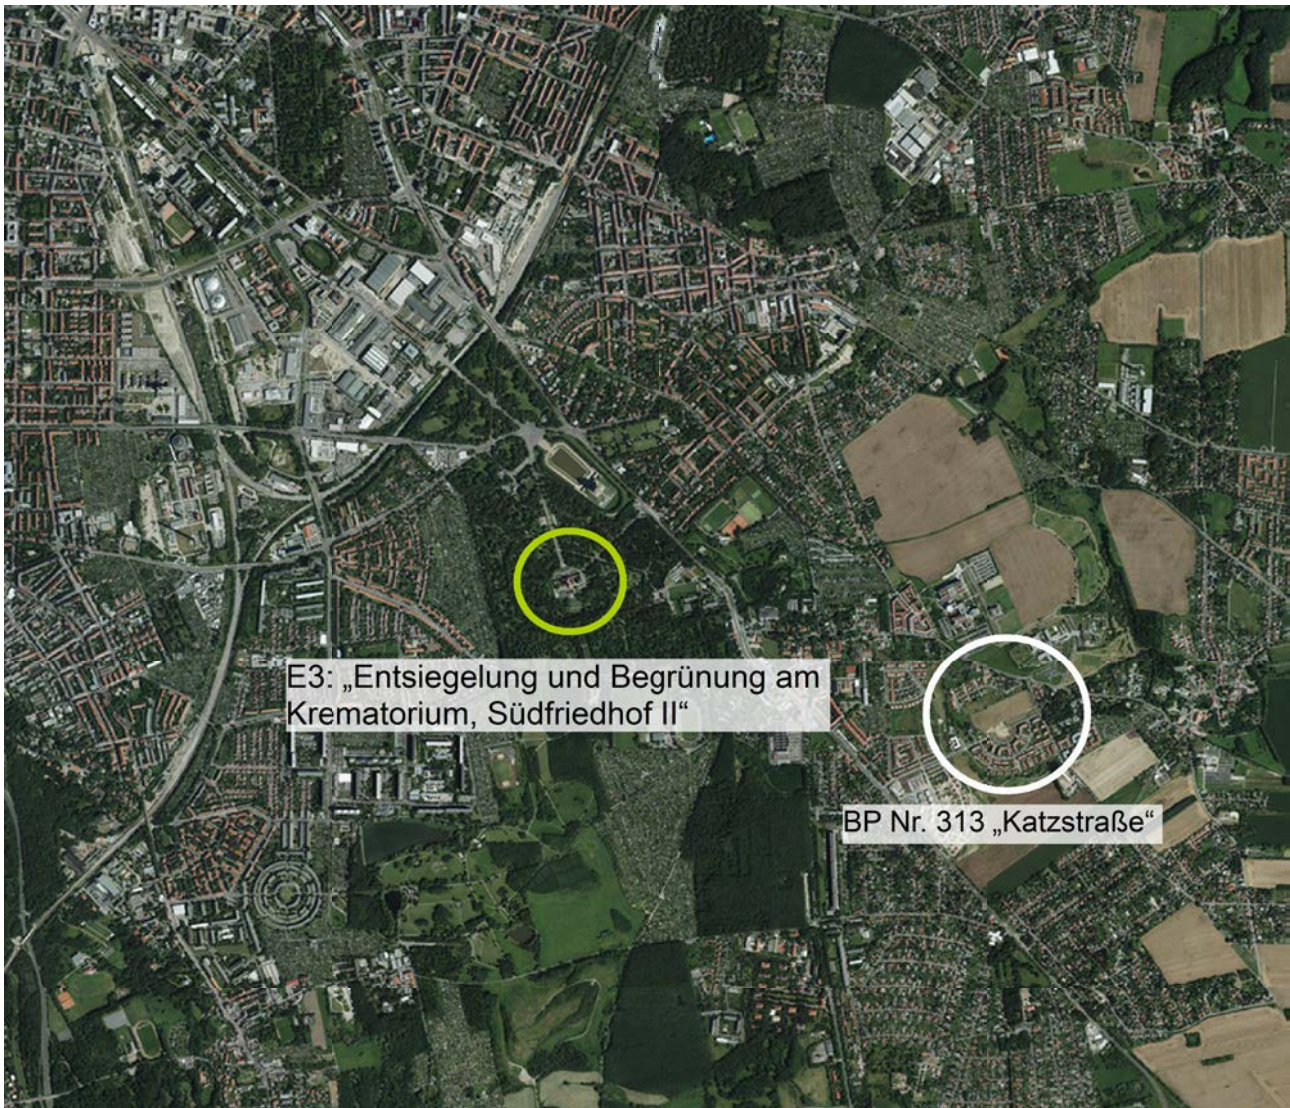 E3: „Entsiegelung und Begrünung am
Krematorium, Südfriedhof II“
BP Nr. 313 „Katzstraße“